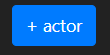 + actor